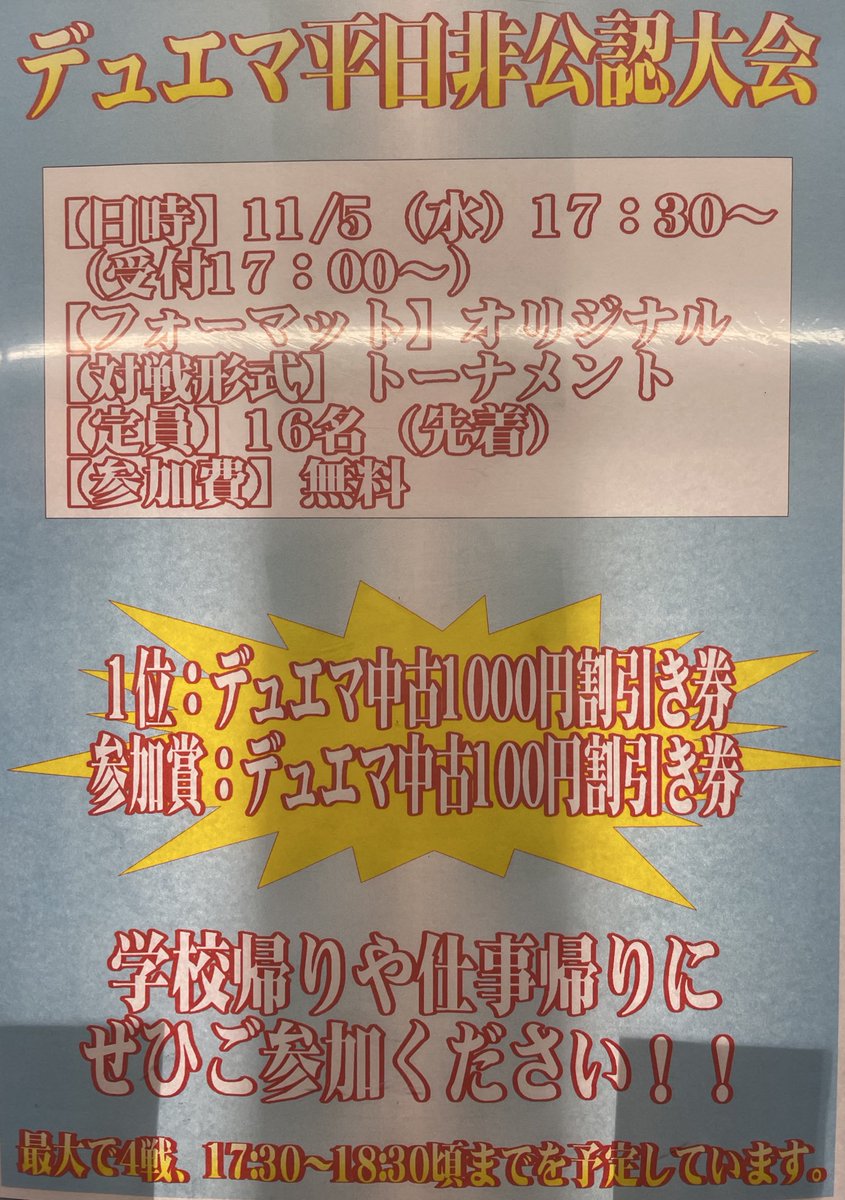 デュエマ平日非公認大会
【日時】11/5（水）17：30～
（受付17：00～）
【フォーマット】オリジナル
【対戦形式】トーナメント
【定員】16名（先着）
【参加費】無料
1位：デュエマ中古1000円割引き券
参加賞：デュエマ中古100円割引き券
学校帰りや仕事帰りに
ぜひご参加ください！！
最大で4戦、17:30～18:30頃までを予定しています。